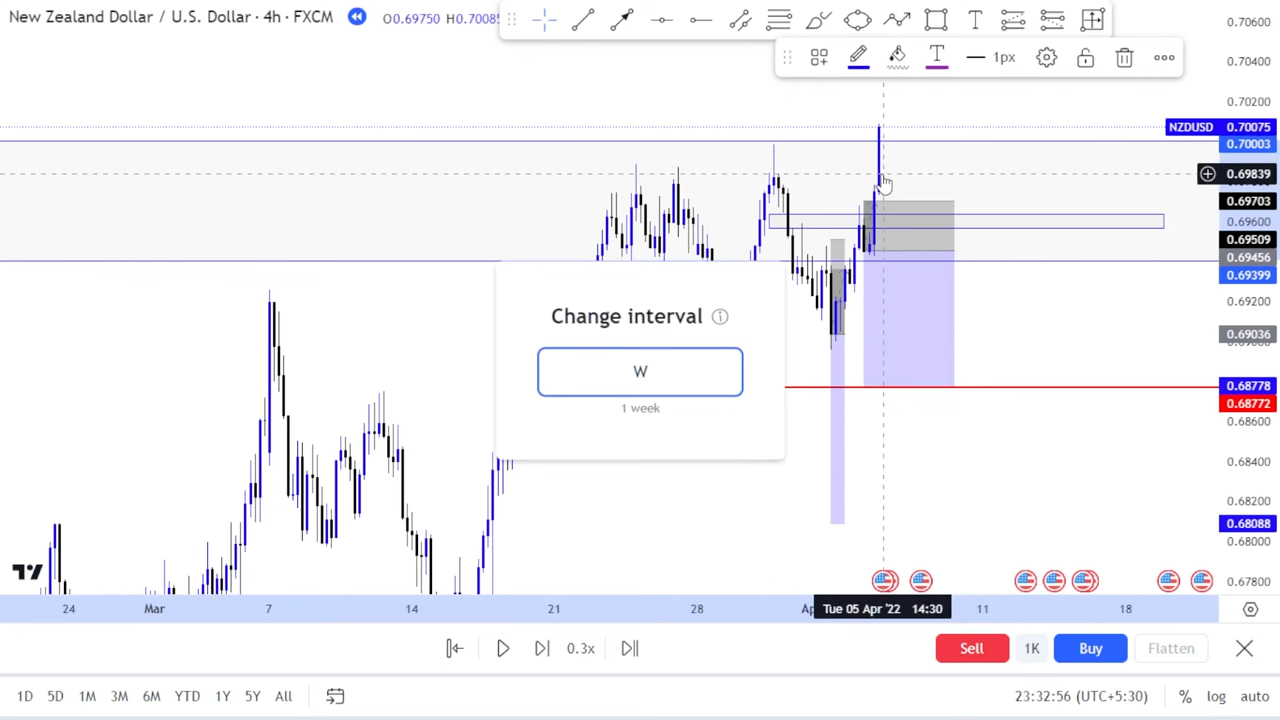 New Zealand Dollar / U.S. Dollar · 4h · FXCM
O0.69750 H0.7008
T
T
1px
0.70600
0.70400
0.70200
NZDUSD 0.70075
0.70003
0.69839
0.69703
0.69600
0.69509
0.69456
0.69399
0.69200
0.69036
0.68778
0.68772
0.68600
0.68400
0.68200
0.68088
0.68000
0.67800
Change interval
W
1 week
24 Mar 7 14 21 28 Tue 05 Apr '22 14:30 11 18
0.3x
Sell 1K Buy Flatten
1D 5D 1M 3M 6M YTD 1Y 5Y All 23:32:56 (UTC+5:30) % log auto